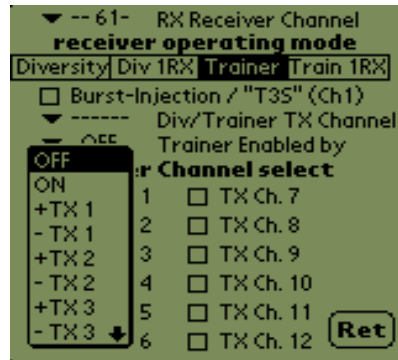 -- 61- RX Receiver Channel
receiver operating mode
Diversity Div 1RX Trainer Train 1RX
Burst-Injection / "T3S" (Ch1)
------ Div/Trainer TX Channel
OFF Trainer Enabled by
OFF
ON
+TX 1
- TX 1
+TX 2
- TX 2
+TX 3
- TX 3
r Channel select
1 TX Ch. 7
2 TX Ch. 8
3 TX Ch. 9
4 TX Ch. 10
5 TX Ch. 11
6 TX Ch. 12
Ret